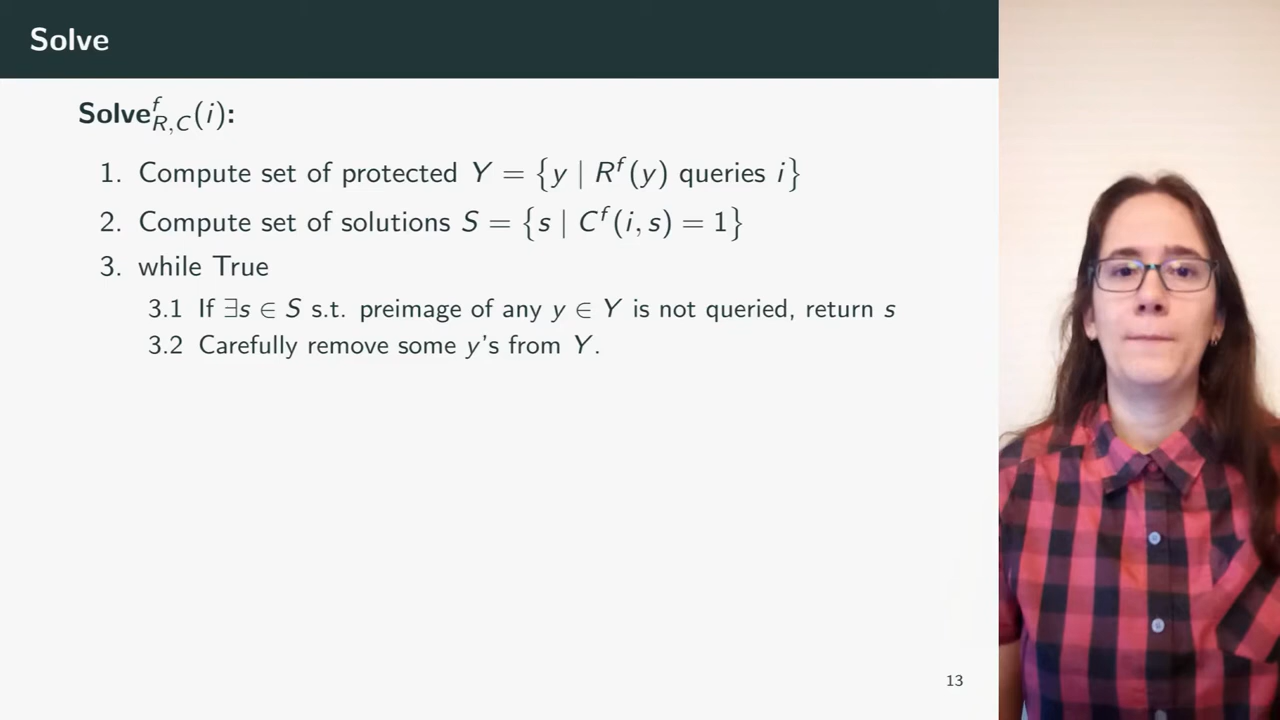 Solve
Solve^f_{R,C}(i):
1. Compute set of protected Y = {y | R^f(y) queries i}
2. Compute set of solutions S = {s | C^f(i, s) = 1}
3. while True
3.1 If ∃s ∈ S s.t. preimage of any y ∈ Y is not queried, return s
3.2 Carefully remove some y's from Y.
13